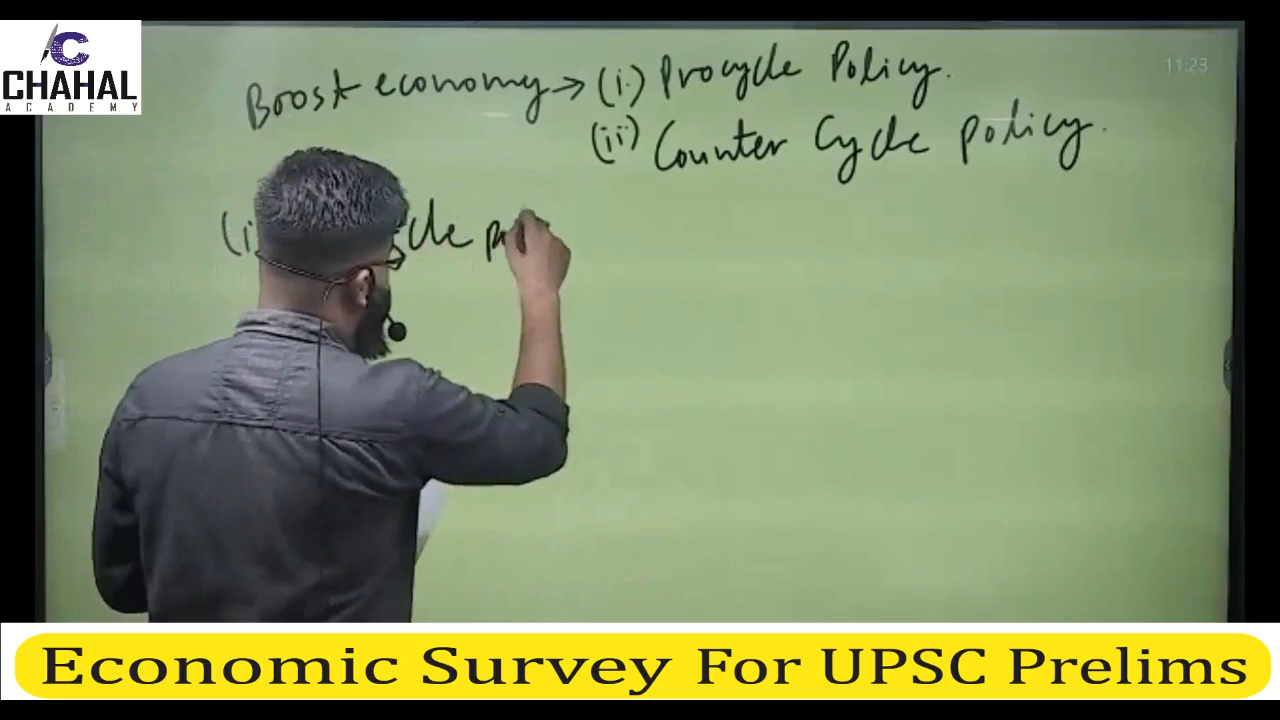 CHAHAL
ACADEMY
11:23
Boost economy → (i) Procycle Policy.
(ii) Counter Cycle policy.
(i
Economic Survey For UPSC Prelims